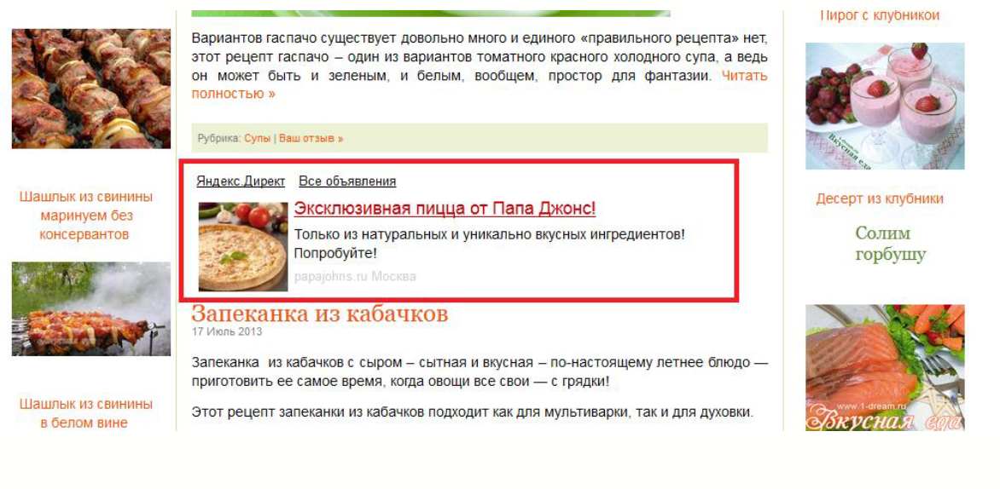 Шашлык из свинины
маринуем без
консервантов
Шашлык из свинины
в белом вине
Вариантов гаспачо существует довольно много и единого «правильного рецепта» нет,
этот рецепт гаспачо – один из вариантов томатного красного холодного супа, а ведь
он может быть и зеленым, и белым, вообщем, простор для фантазии. Читать
полностью »
Рубрика: Супы | Ваш отзыв »
Яндекс.Директ Все объявления
Эксклюзивная пицца от Папа Джонс!
Только из натуральных и уникально вкусных ингредиентов!
Попробуйте!
papajohns.ru Москва
Запеканка из кабачков
17 Июль 2013
Запеканка из кабачков с сыром – сытная и вкусная – по-настоящему летнее блюдо —
приготовить ее самое время, когда овощи все свои — с грядки!
Этот рецепт запеканки из кабачков подходит как для мультиварки, так и для духовки.
Пирог с клубникой
1-dream.ru
Вкусная еда
Десерт из клубники
Солим
горбушу
www.1-dream.ru
Вкусная еда